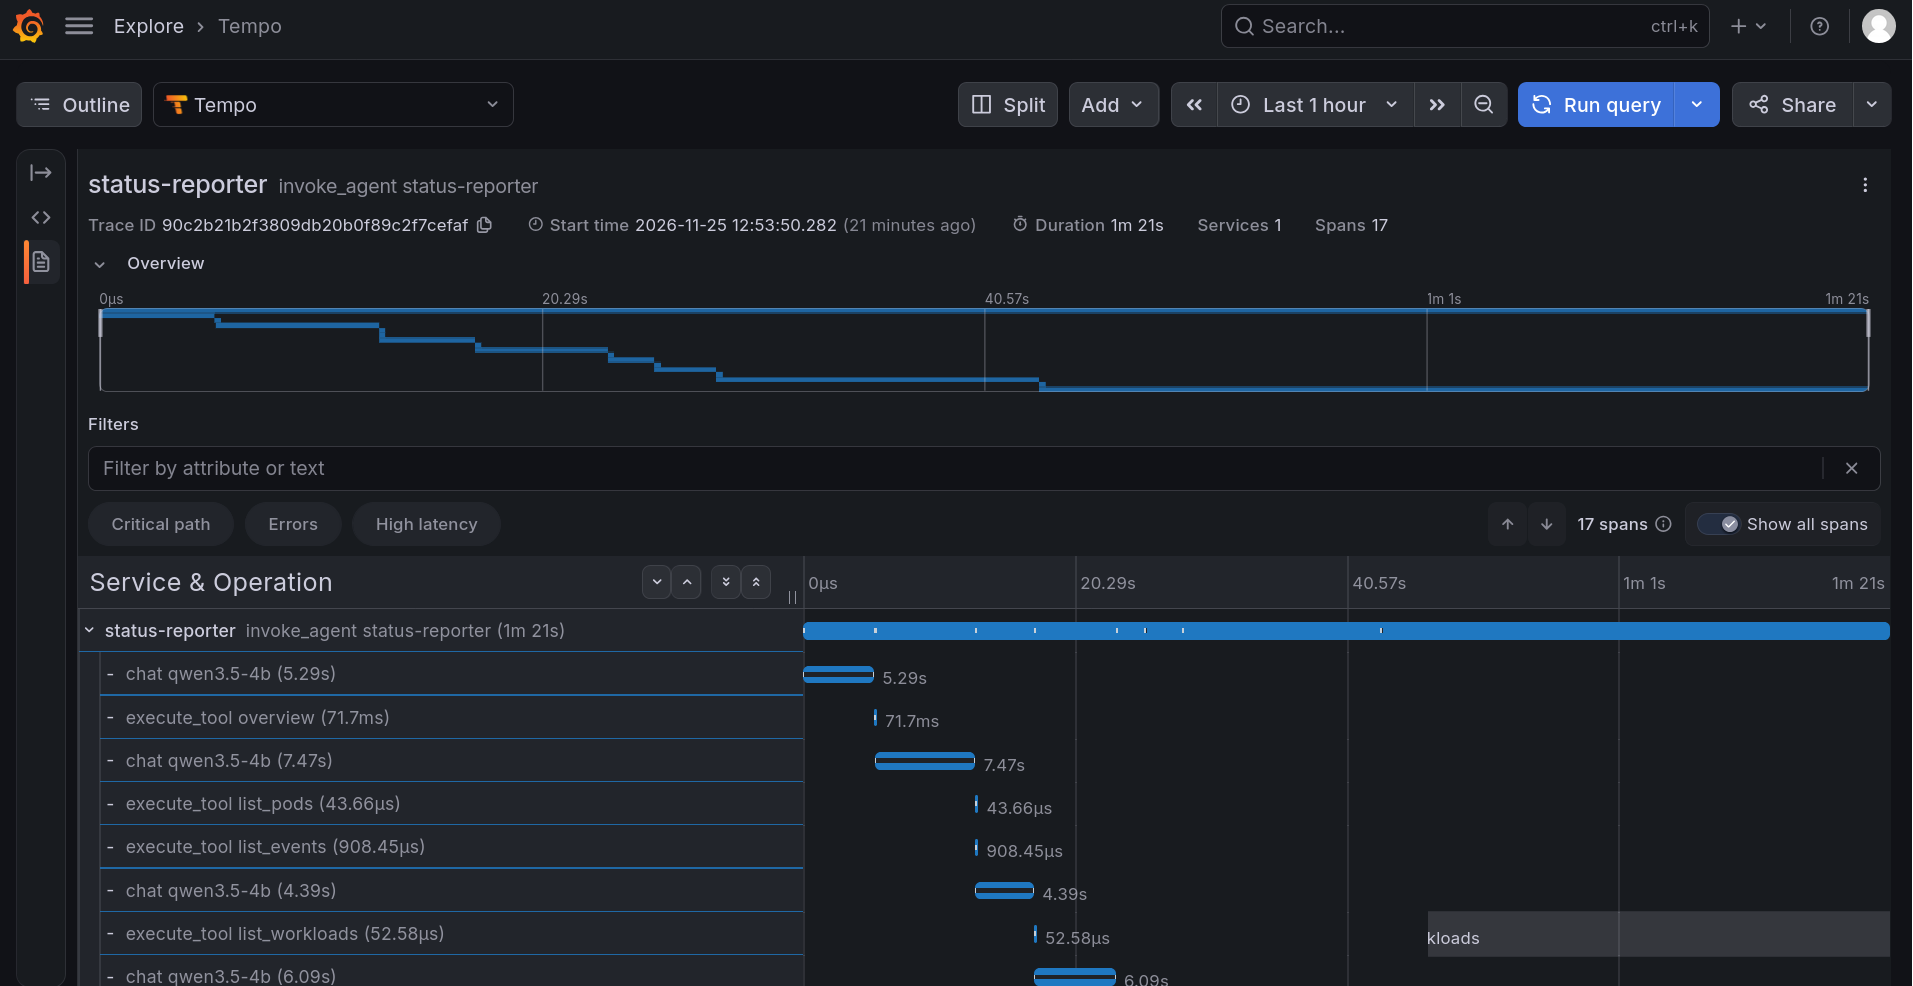 Explore › Tempo
Search... ctrl+k
Outline Tempo Split Add Last 1 hour Run query Share
status-reporter invoke_agent status-reporter
Trace ID 90c2b21b2f3809db20b0f89c2f7cefaf Start time 2026-11-25 12:53:50.282 (21 minutes ago) Duration 1m 21s Services 1 Spans 17
Overview
0μs 20.29s 40.57s 1m 1s 1m 21s
Filters
Filter by attribute or text
Critical path Errors High latency 17 spans Show all spans
Service & Operation 0μs 20.29s 40.57s 1m 1s 1m 21s
status-reporter invoke_agent status-reporter (1m 21s)
- chat qwen3.5-4b (5.29s) 5.29s
- execute_tool overview (71.7ms) 71.7ms
- chat qwen3.5-4b (7.47s) 7.47s
- execute_tool list_pods (43.66μs) 43.66μs
- execute_tool list_events (908.45μs) 908.45μs
- chat qwen3.5-4b (4.39s) 4.39s
- execute_tool list_workloads (52.58μs) 52.58μs kloads
- chat qwen3.5-4b (6.09s) 6.09s